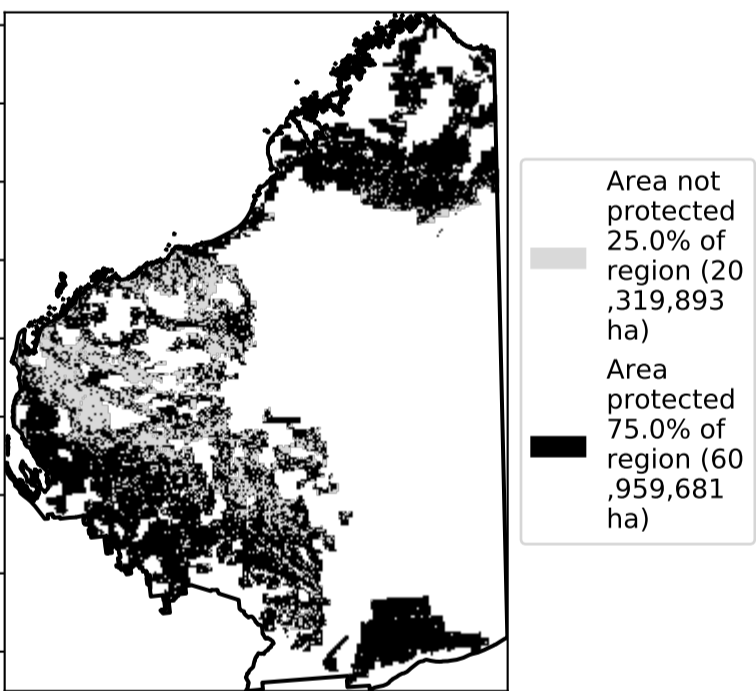 Area not
protected
25.0% of
region (20
,319,893
ha)
Area
protected
75.0% of
region (60
,959,681
ha)